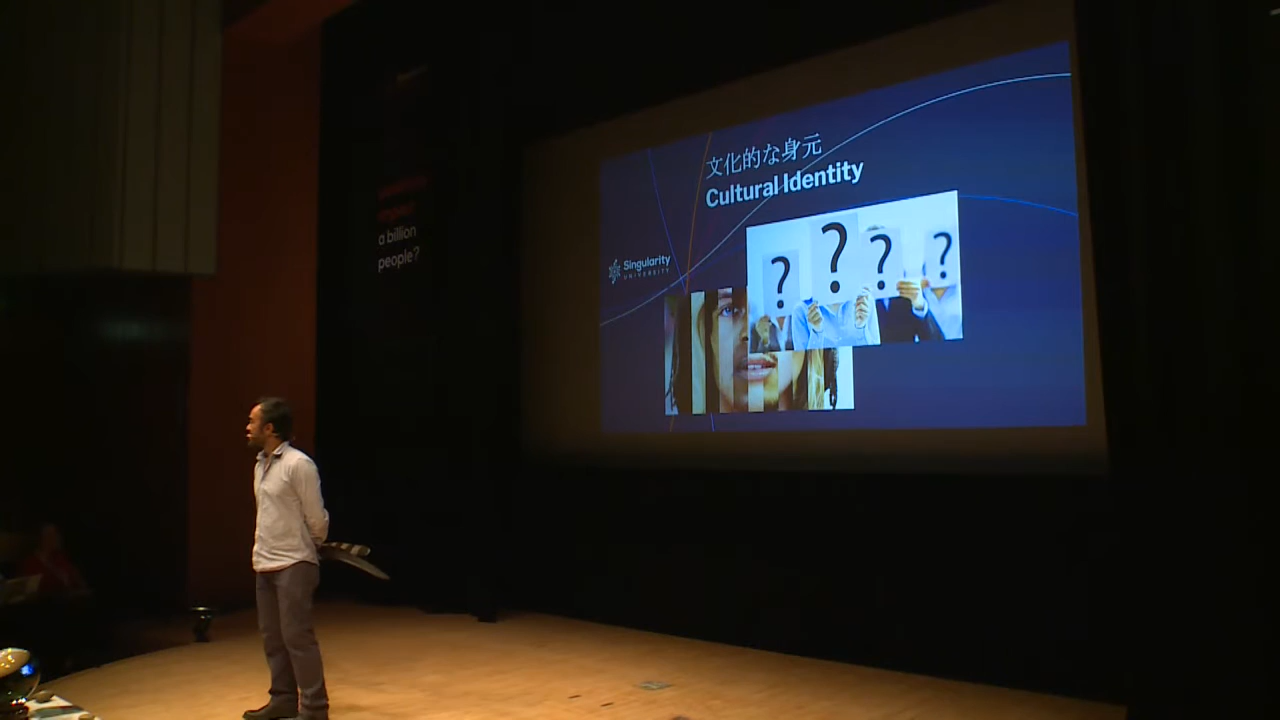 文化的な身元
Cultural Identity
? ? ? ?
Singularity
UNIVERSITY
a billion
people?